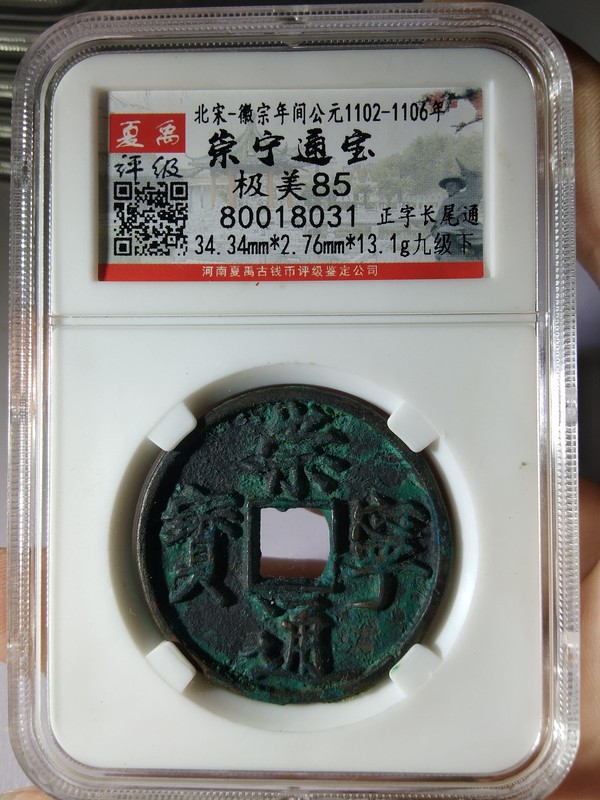 北宋-徽宗年间公元1102-1106年
夏禹
评级
崇宁通宝
极美85
80018031 正字长尾通
34.34mm*2.76mm*13.1g九级下
河南夏禹古钱币评级鉴定公司
崇寧通寳